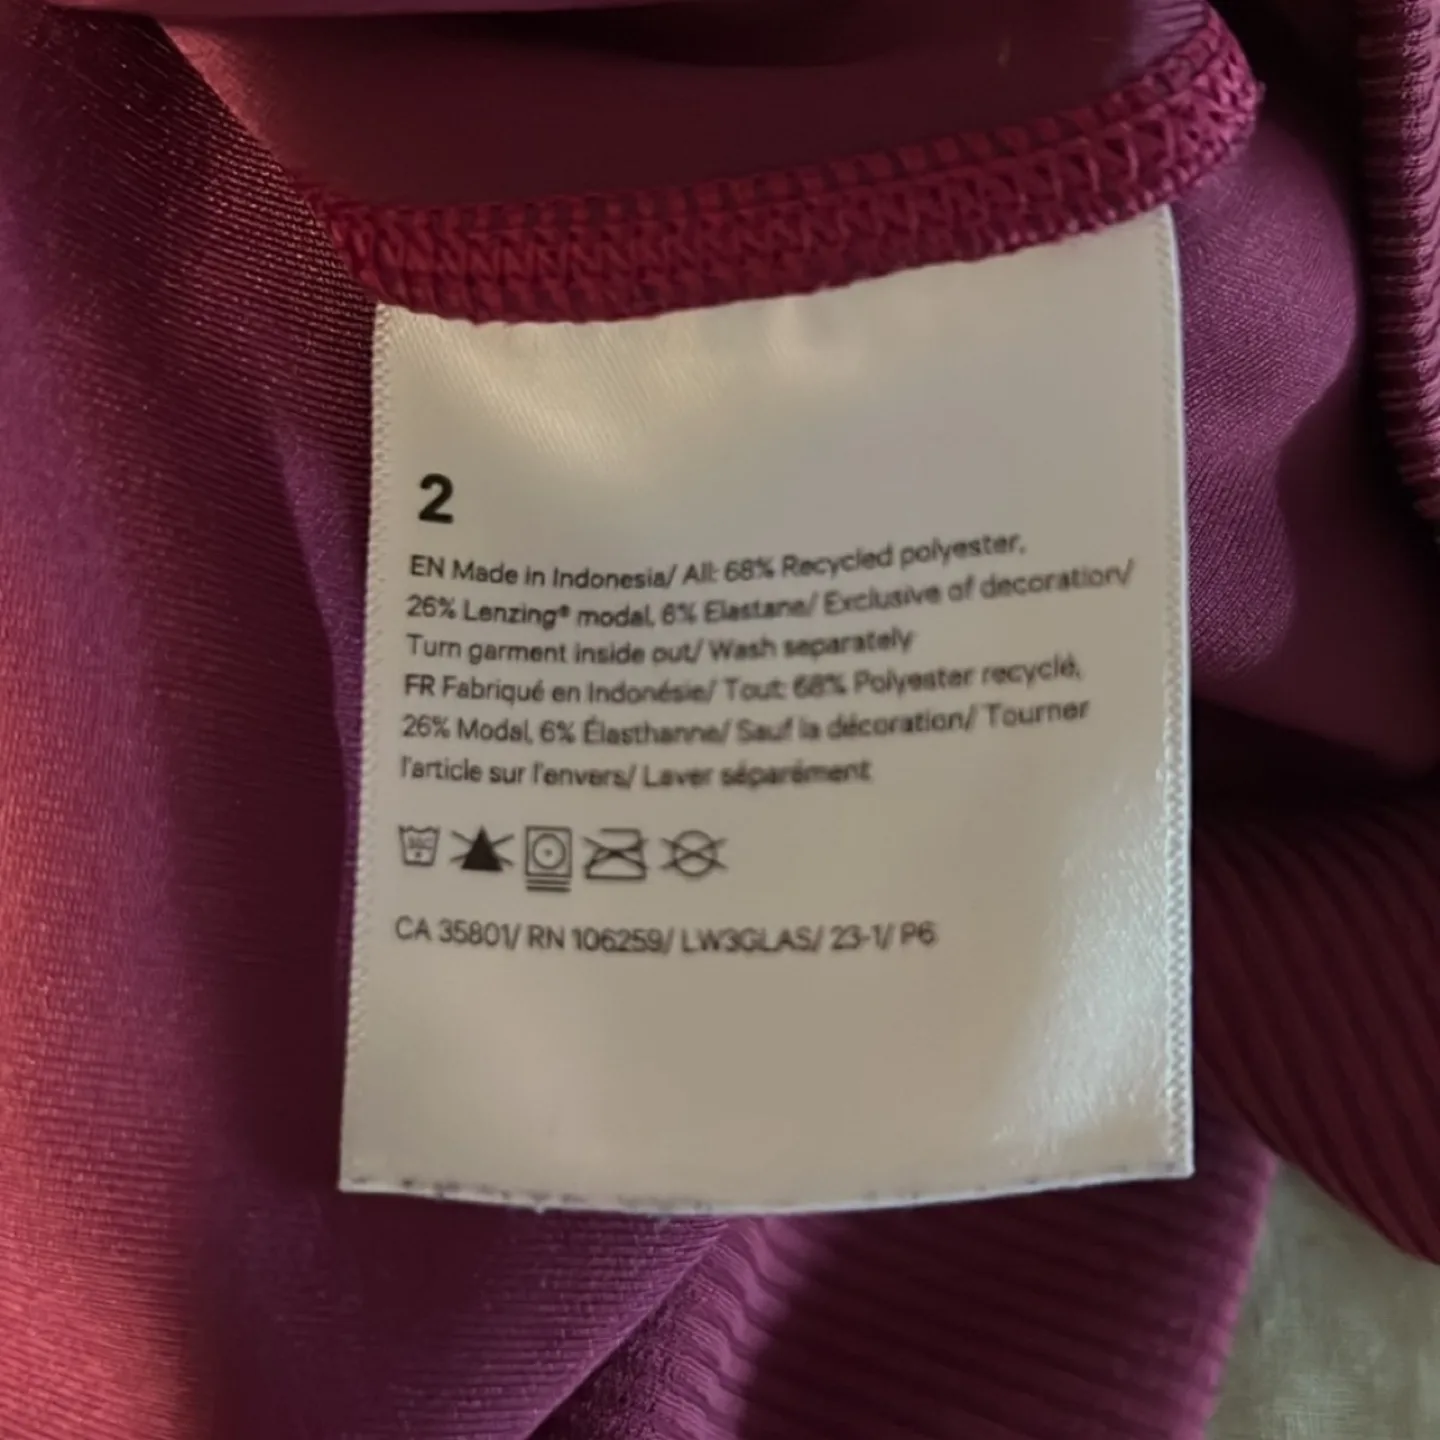 2
EN Made in Indonesia/ All: 68% Recycled polyester,
26% Lenzing® modal, 6% Elastane/ Exclusive of decoration/
Turn garment inside out/ Wash separately
FR Fabriqué en Indonésie/ Tout: 68% Polyester recyclé,
26% Modal, 6% Élasthanne/ Sauf la décoration/ Tourner
l'article sur l'envers/ Laver séparément
CA 35801/ RN 106259/ LW3GLAS/ 23-1/ P6